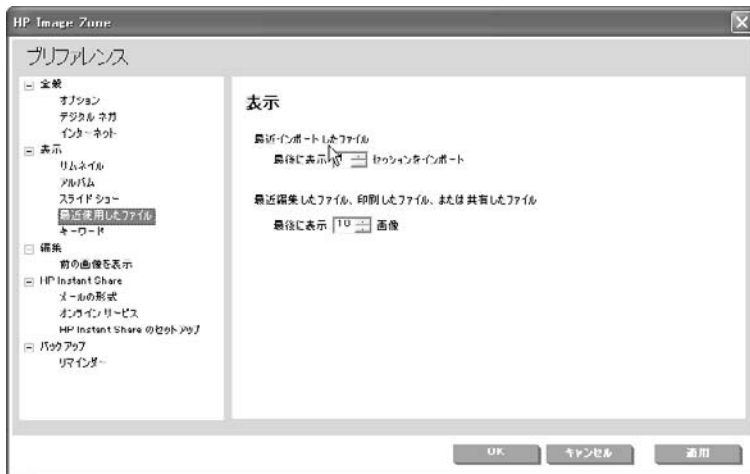 HP Image Zone
プリファレンス
全般
オプション
デジタル ネガ
インターネット
表示
サムネイル
アルバム
スライド ショー
最近使用したファイル
キーワード
編集
前の画像を表示
HP Instant Share
メールの形式
オンライン サービス
HP Instant Share のセットアップ
バックアップ
リマインダー
表示
最近インポートしたファイル
最後に表示 セッションをインポート
最近編集したファイル、印刷したファイル、または共有したファイル
最後に表示 10 画像
OK キャンセル 適用